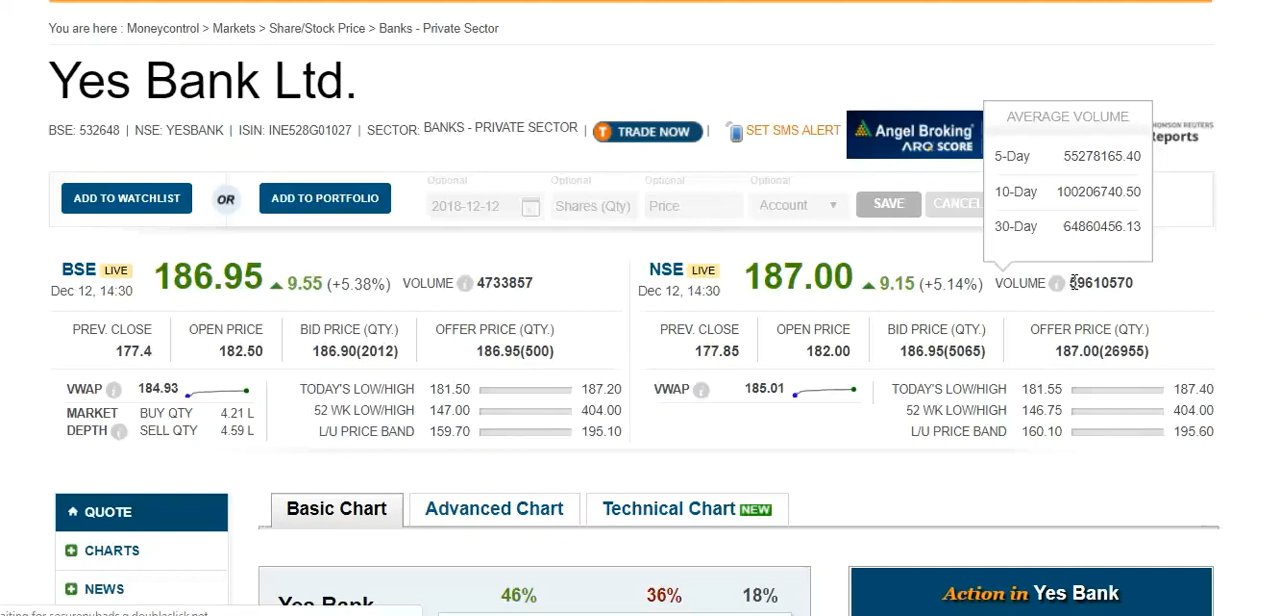 You are here : Moneycontrol > Markets > Share/Stock Price > Banks - Private Sector
Yes Bank Ltd.
BSE: 532648 | NSE: YESBANK | ISIN: INE528G01027 | SECTOR: BANKS - PRIVATE SECTOR | TRADE NOW | SET SMS ALERT
Angel Broking
ARQ SCORE
AVERAGE VOLUME
5-Day 55278165.40
10-Day 100206740.50
30-Day 64860456.13
ADD TO WATCHLIST OR ADD TO PORTFOLIO
Optional Optional Optional Optional
2018-12-12 Shares (Qty) Price Account SAVE CANCEL
BSE LIVE 186.95 9.55 (+5.38%) VOLUME 4733857
Dec 12, 14:30
PREV. CLOSE OPEN PRICE BID PRICE (QTY.) OFFER PRICE (QTY.)
177.4 182.50 186.90(2012) 186.95(500)
VWAP 184.93
MARKET DEPTH BUY QTY 4.21 L
SELL QTY 4.59 L
TODAY'S LOW/HIGH 181.50 187.20
52 WK LOW/HIGH 147.00 404.00
L/U PRICE BAND 159.70 195.10
NSE LIVE 187.00 9.15 (+5.14%) VOLUME 59610570
Dec 12, 14:30
PREV. CLOSE OPEN PRICE BID PRICE (QTY.) OFFER PRICE (QTY.)
177.85 182.00 186.95(5065) 187.00(26955)
VWAP 185.01
TODAY'S LOW/HIGH 181.55 187.40
52 WK LOW/HIGH 146.75 404.00
L/U PRICE BAND 160.10 195.60
QUOTE
CHARTS
NEWS
Basic Chart Advanced Chart Technical Chart NEW
Yes Bank 46% 36% 18%
Action in Yes Bank